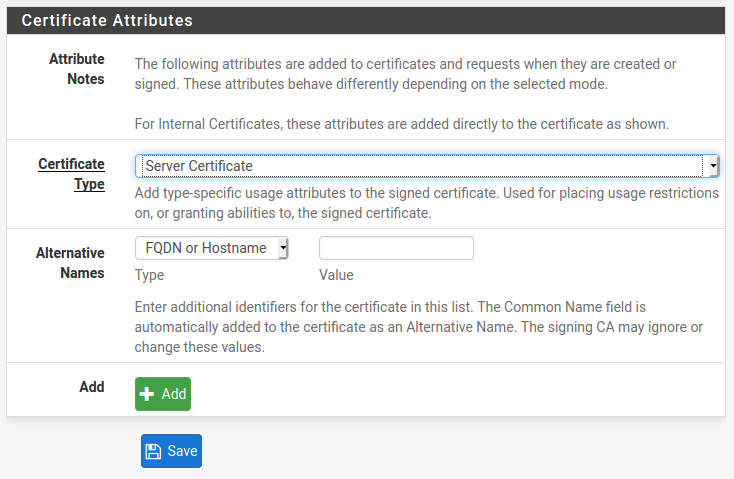 Certificate Attributes
Attribute
Notes
The following attributes are added to certificates and requests when they are created or
signed. These attributes behave differently depending on the selected mode.
For Internal Certificates, these attributes are added directly to the certificate as shown.
Certificate
Type
Server Certificate
Add type-specific usage attributes to the signed certificate. Used for placing usage restrictions
on, or granting abilities to, the signed certificate.
Alternative
Names
FQDN or Hostname
Type
Value
Enter additional identifiers for the certificate in this list. The Common Name field is
automatically added to the certificate as an Alternative Name. The signing CA may ignore or
change these values.
Add
Add
Save